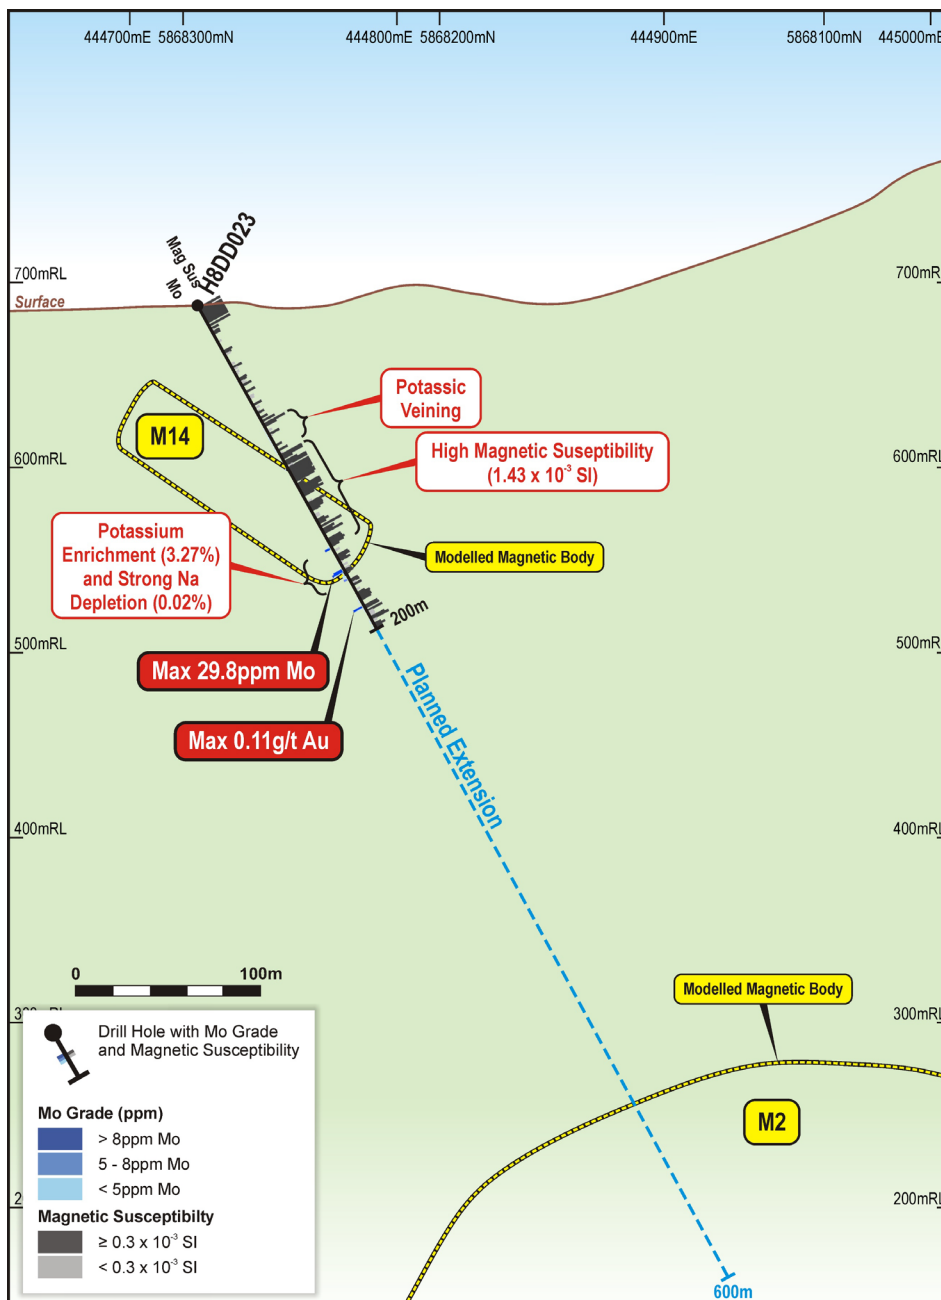 444700mE 5868300mN 444800mE 5868200mN 444900mE 5868100mN 445000mE
Mag Sus
Mo
H8DD023
700mRL
700mRL
Surface
Potassic
Veining
M14
High Magnetic Suseptibility
(1.43 x 10⁻³ SI)
600mRL
600mRL
Potassium
Enrichment (3.27%)
and Strong Na
Depletion (0.02%)
Modelled Magnetic Body
200m
500mRL
500mRL
Max 29.8ppm Mo
Max 0.11g/t Au
Planned Extension
400mRL
400mRL
0 100m
Modelled Magnetic Body
300mRL
M2
200mRL
600m
Drill Hole with Mo Grade
and Magnetic Susceptibility
Mo Grade (ppm)
> 8ppm Mo
5 - 8ppm Mo
< 5ppm Mo
Magnetic Susceptibilty
≥ 0.3 x 10⁻³ SI
< 0.3 x 10⁻³ SI